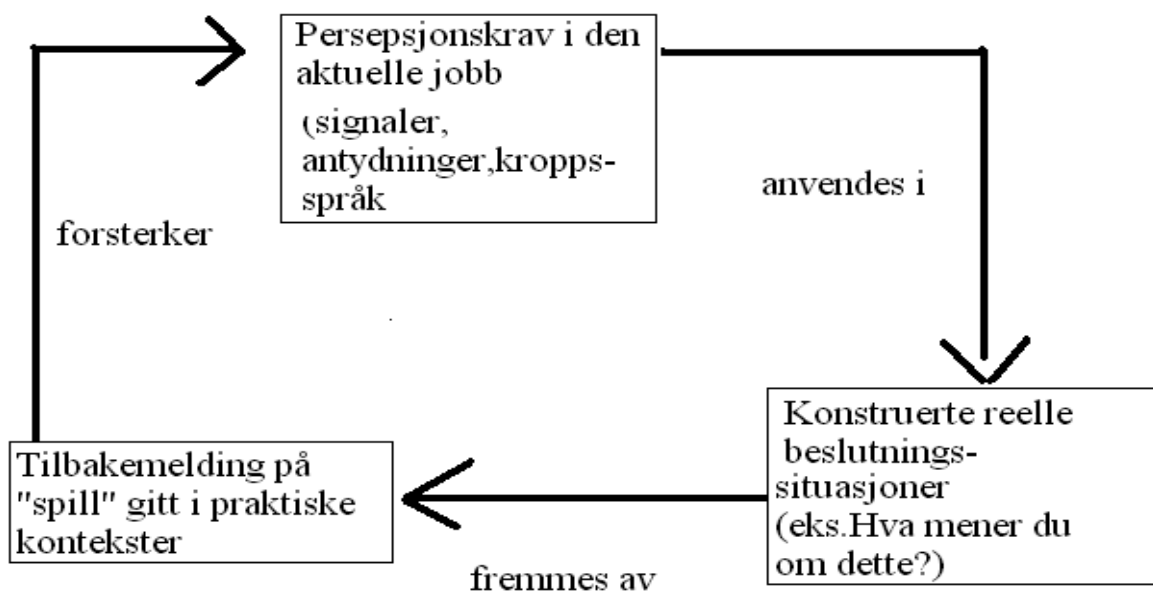 Persepsjonskrav i den
aktuelle jobb
(signaler,
antydninger,kropps-
språk
anvendes i
forsterker
Konstruerte reelle
beslutnings-
situasjoner
(eks.Hva mener du
om dette?)
Tilbakemelding på
"spill" gitt i praktiske
kontekster
fremmes av